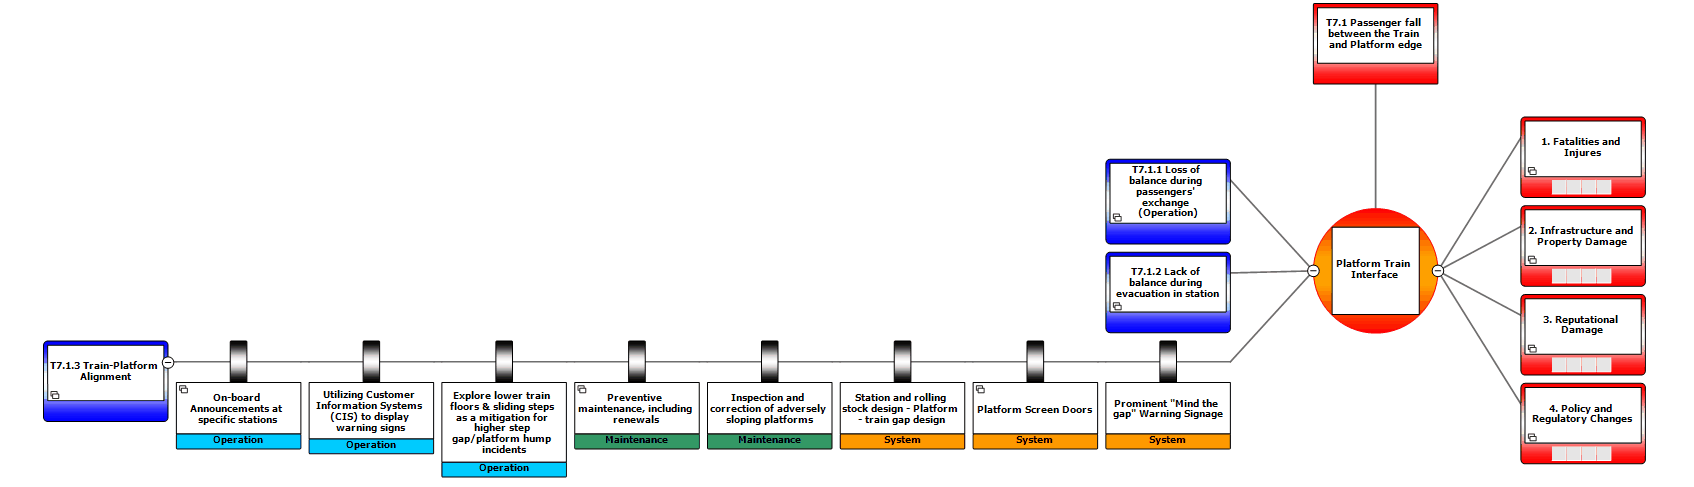 T7.1 Passenger fall
between the Train
and Platform edge
1. Fatalities and
Injures
T7.1.1 Loss of
balance during
passengers'
exchange
(Operation)
2. Infrastructure and
Property Damage
Platform Train
Interface
T7.1.2 Lack of
balance during
evacuation in station
3. Reputational
Damage
T7.1.3 Train-Platform
Alignment
On-board
Announcements at
specific stations
Operation
Utilizing Customer
Information Systems
(CIS) to display
warning signs
Operation
Explore lower train
floors & sliding steps
as a mitigation for
higher step
gap/platform hump
incidents
Operation
Preventive
maintenance, including
renewals
Maintenance
Inspection and
correction of adversely
sloping platforms
Maintenance
Station and rolling
stock design - Platform
- train gap design
System
Platform Screen Doors
System
Prominent "Mind the
gap" Warning Signage
System
4. Policy and
Regulatory Changes